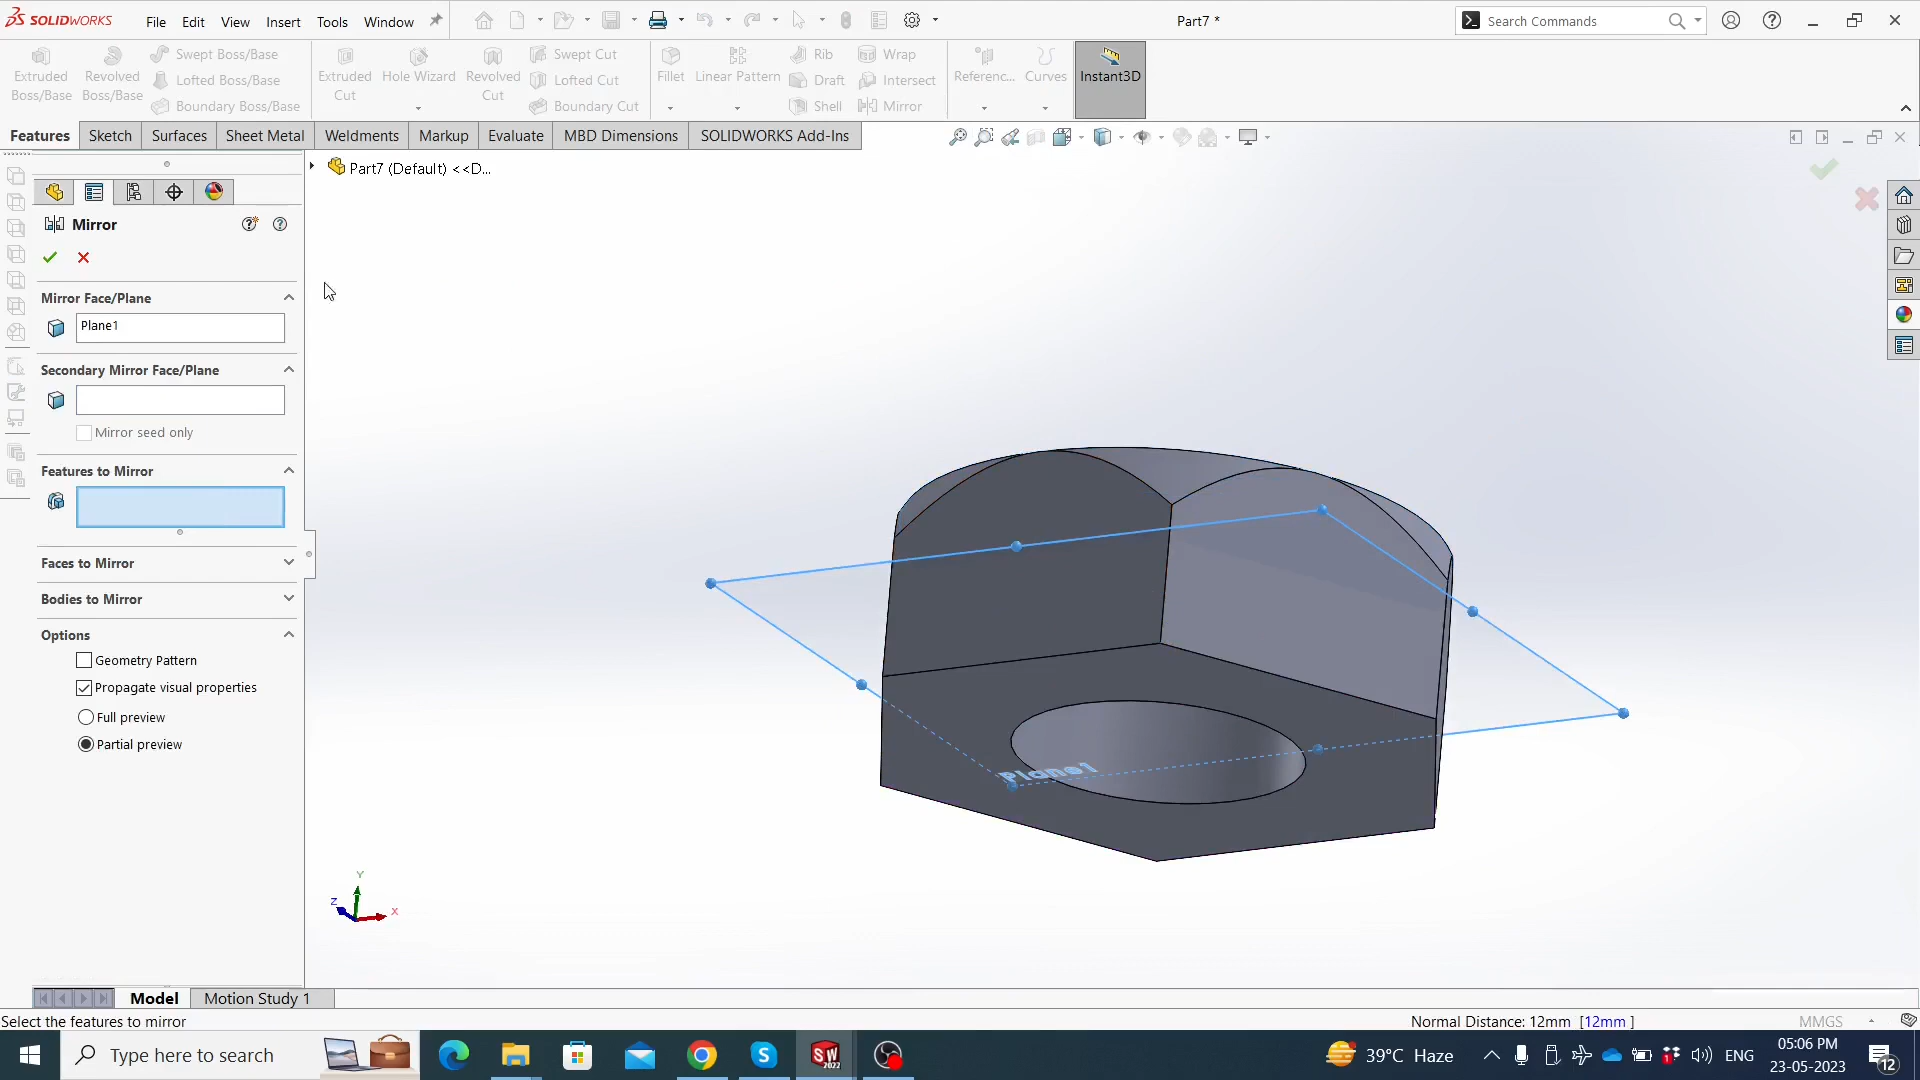 SOLIDWORKS File Edit View Insert Tools Window Part7 * Search Commands
Extruded Boss/Base
Revolved Boss/Base
Swept Boss/Base
Lofted Boss/Base
Boundary Boss/Base
Extruded Cut
Hole Wizard
Revolved Cut
Swept Cut
Lofted Cut
Boundary Cut
Fillet
Linear Pattern
Rib
Draft
Shell
Wrap
Intersect
Mirror
Referenc...
Curves
Instant3D
Features Sketch Surfaces Sheet Metal Weldments Markup Evaluate MBD Dimensions SOLIDWORKS Add-Ins
Part7 (Default) <<D...
Mirror
Mirror Face/Plane
Plane1
Secondary Mirror Face/Plane
Mirror seed only
Features to Mirror
Faces to Mirror
Bodies to Mirror
Options
Geometry Pattern
Propagate visual properties
Full preview
Partial preview
Plane1
Y
Z
X
Model Motion Study 1
Select the features to mirror Normal Distance: 12mm [12mm ] MMGS
Type here to search
SW
2022
39°C Haze
1
ENG
05:06 PM
23-05-2023
12